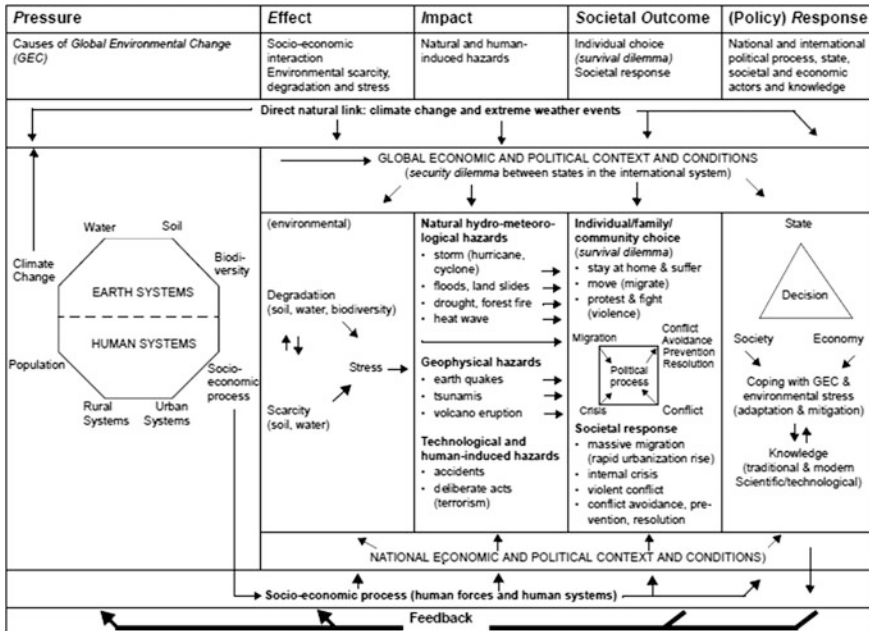 Pressure
Effect
Impact
Societal Outcome
(Policy) Response
Causes of Global Environmental Change
(GEC)
Socio-economic
interaction
Environmental scarcity,
degradation and stress
Natural and human-
induced hazards
Individual choice
(survival dilemma)
Societal response
National and international
political process, state,
societal and economic
actors and knowledge
Direct natural link: climate change and extreme weather events
GLOBAL ECONOMIC AND POLITICAL CONTEXT AND CONDITIONS
(security dilemma between states in the international system)
Water
Soil
Climate
Change
Biodi-
versity
EARTH SYSTEMS
HUMAN SYSTEMS
Population
Socio-
economic
process
Rural
Systems
Urban
Systems
(environmental)
Degradatiion
(soil, water, biodiversity)
Stress
Scarcity
(soil, water)
Natural hydro-meteoro-
logical hazards
• storm (hurricane,
cyclone)
• floods, land slides
• drought, forest fire
• heat wave
Geophysical hazards
• earth quakes
• tsunamis
• volcano eruption
Technological and
human-induced hazards
• accidents
• deliberate acts
(terrorism)
Individual/family/
community choice
(survival dilemma)
• stay at home & suffer
• move (migrate)
• protest & fight
(violence)
Migration
Conflict
Avoidance
Prevention
Resolution
Political
process
Crisis
Conflict
Societal response
• massive migration
(rapid urbanization rise)
• internal crisis
• violent conflict
• conflict avoidance, pre-
vention, resolution
State
Decision
Society
Economy
Coping with GEC &
environmental stress
(adaptation & mitigation)
Knowledge
(traditional & modern
Scientific/technological)
NATIONAL ECONOMIC AND POLITICAL CONTEXT AND CONDITIONS)
Socio-economic process (human forces and human systems)
Feedback